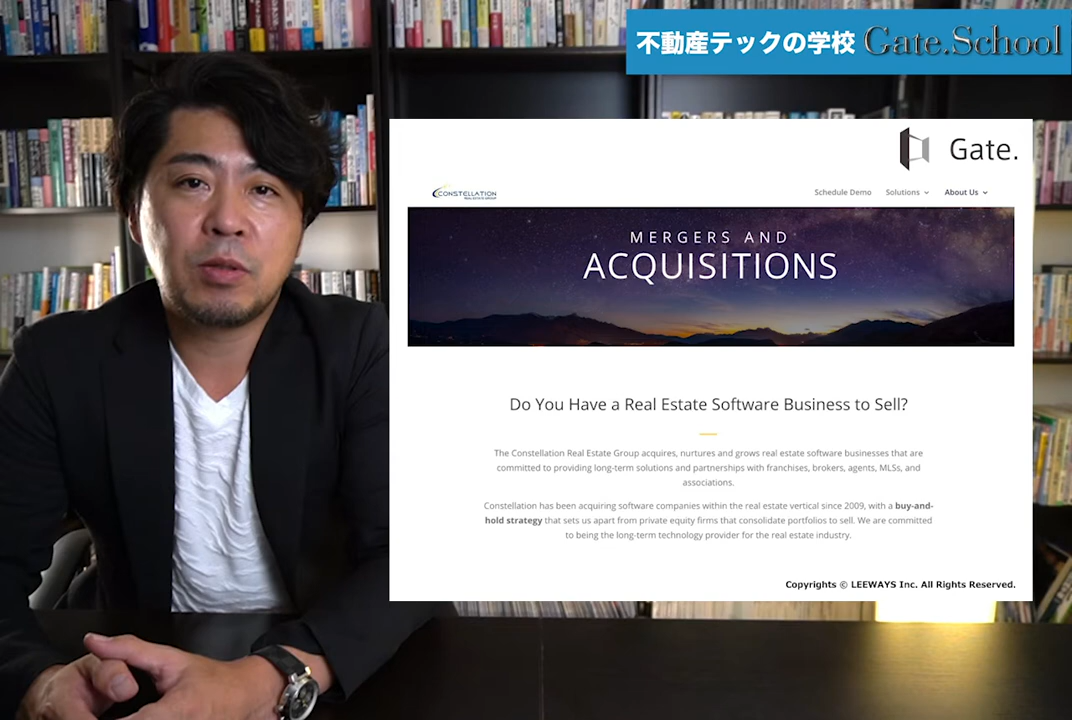 不動産テックの学校 Gate.School
Gate.
CONSTELLATION
REAL ESTATE GROUP
Schedule Demo Solutions About Us
MERGERS AND
ACQUISITIONS
Do You Have a Real Estate Software Business to Sell?
The Constellation Real Estate Group acquires, nurtures and grows real estate software businesses that are
committed to providing long-term solutions and partnerships with franchises, brokers, agents, MLSs, and
associations.
Constellation has been acquiring software companies within the real estate vertical since 2009, with a buy-and-
hold strategy that sets us apart from private equity firms that consolidate portfolios to sell. We are committed
to being the long-term technology provider for the real estate industry.
Copyrights © LEEWAYS Inc. All Rights Reserved.